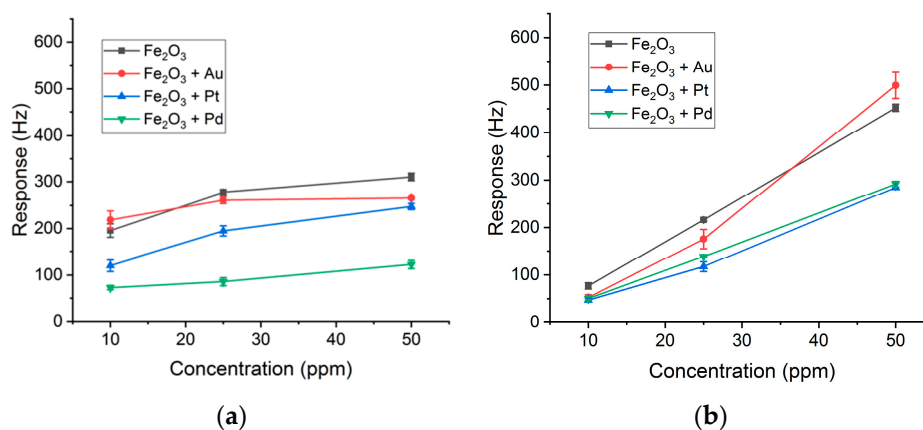 600
500
400
300
200
100
0
Response (Hz)
Fe₂O₃
Fe₂O₃ + Au
Fe₂O₃ + Pt
Fe₂O₃ + Pd
10 20 30 40 50
Concentration (ppm)
(a)
600
500
400
300
200
100
0
Response (Hz)
Fe₂O₃
Fe₂O₃ + Au
Fe₂O₃ + Pt
Fe₂O₃ + Pd
10 20 30 40 50
Concentration (ppm)
(b)